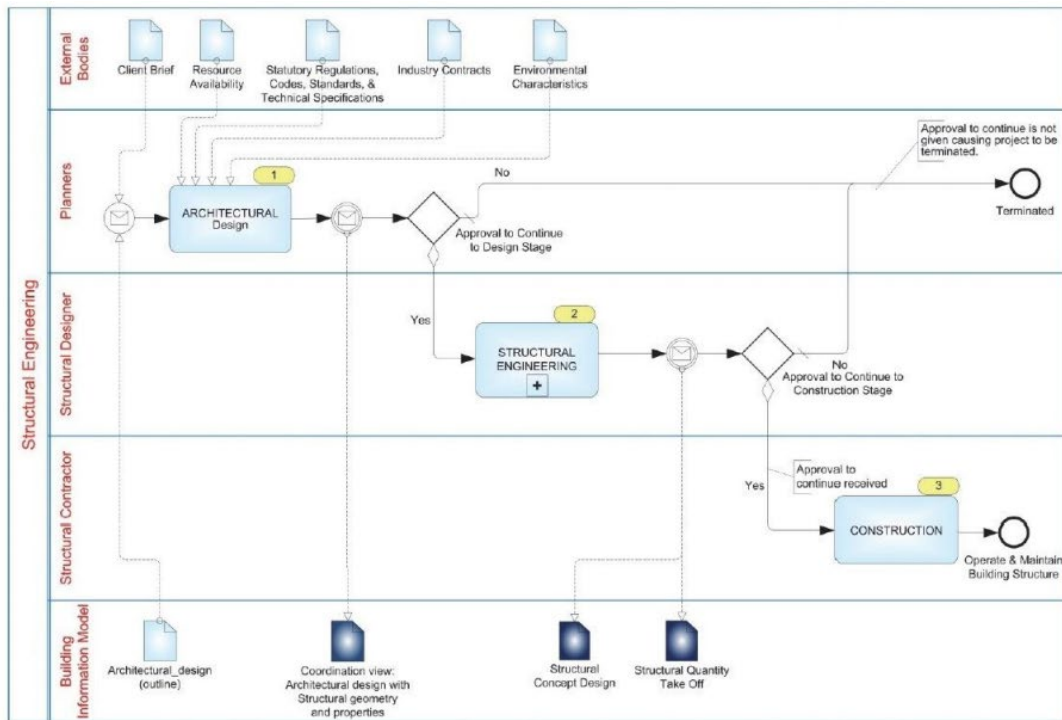 Structural Engineering
External
Bodies
Client Brief
Resource
Availability
Statutory Regulations,
Codes, Standards, &
Technical Specifications
Industry Contracts
Environmental
Characteristics
Planners
1
ARCHITECTURAL
Design
Approval to Continue
to Design Stage
No
Approval to continue is not
given causing project to be
terminated.
Terminated
Structural Designer
Yes
2
STRUCTURAL
ENGINEERING
No
Approval to Continue to
Construction Stage
Structural Contractor
Yes
Approval to
continue received
3
CONSTRUCTION
Operate & Maintain
Building Structure
Building
Information Model
Architectural_design
(outline)
Coordination view:
Architectural design with
Structural geometry
and properties
Structural
Concept Design
Structural Quantity
Take Off